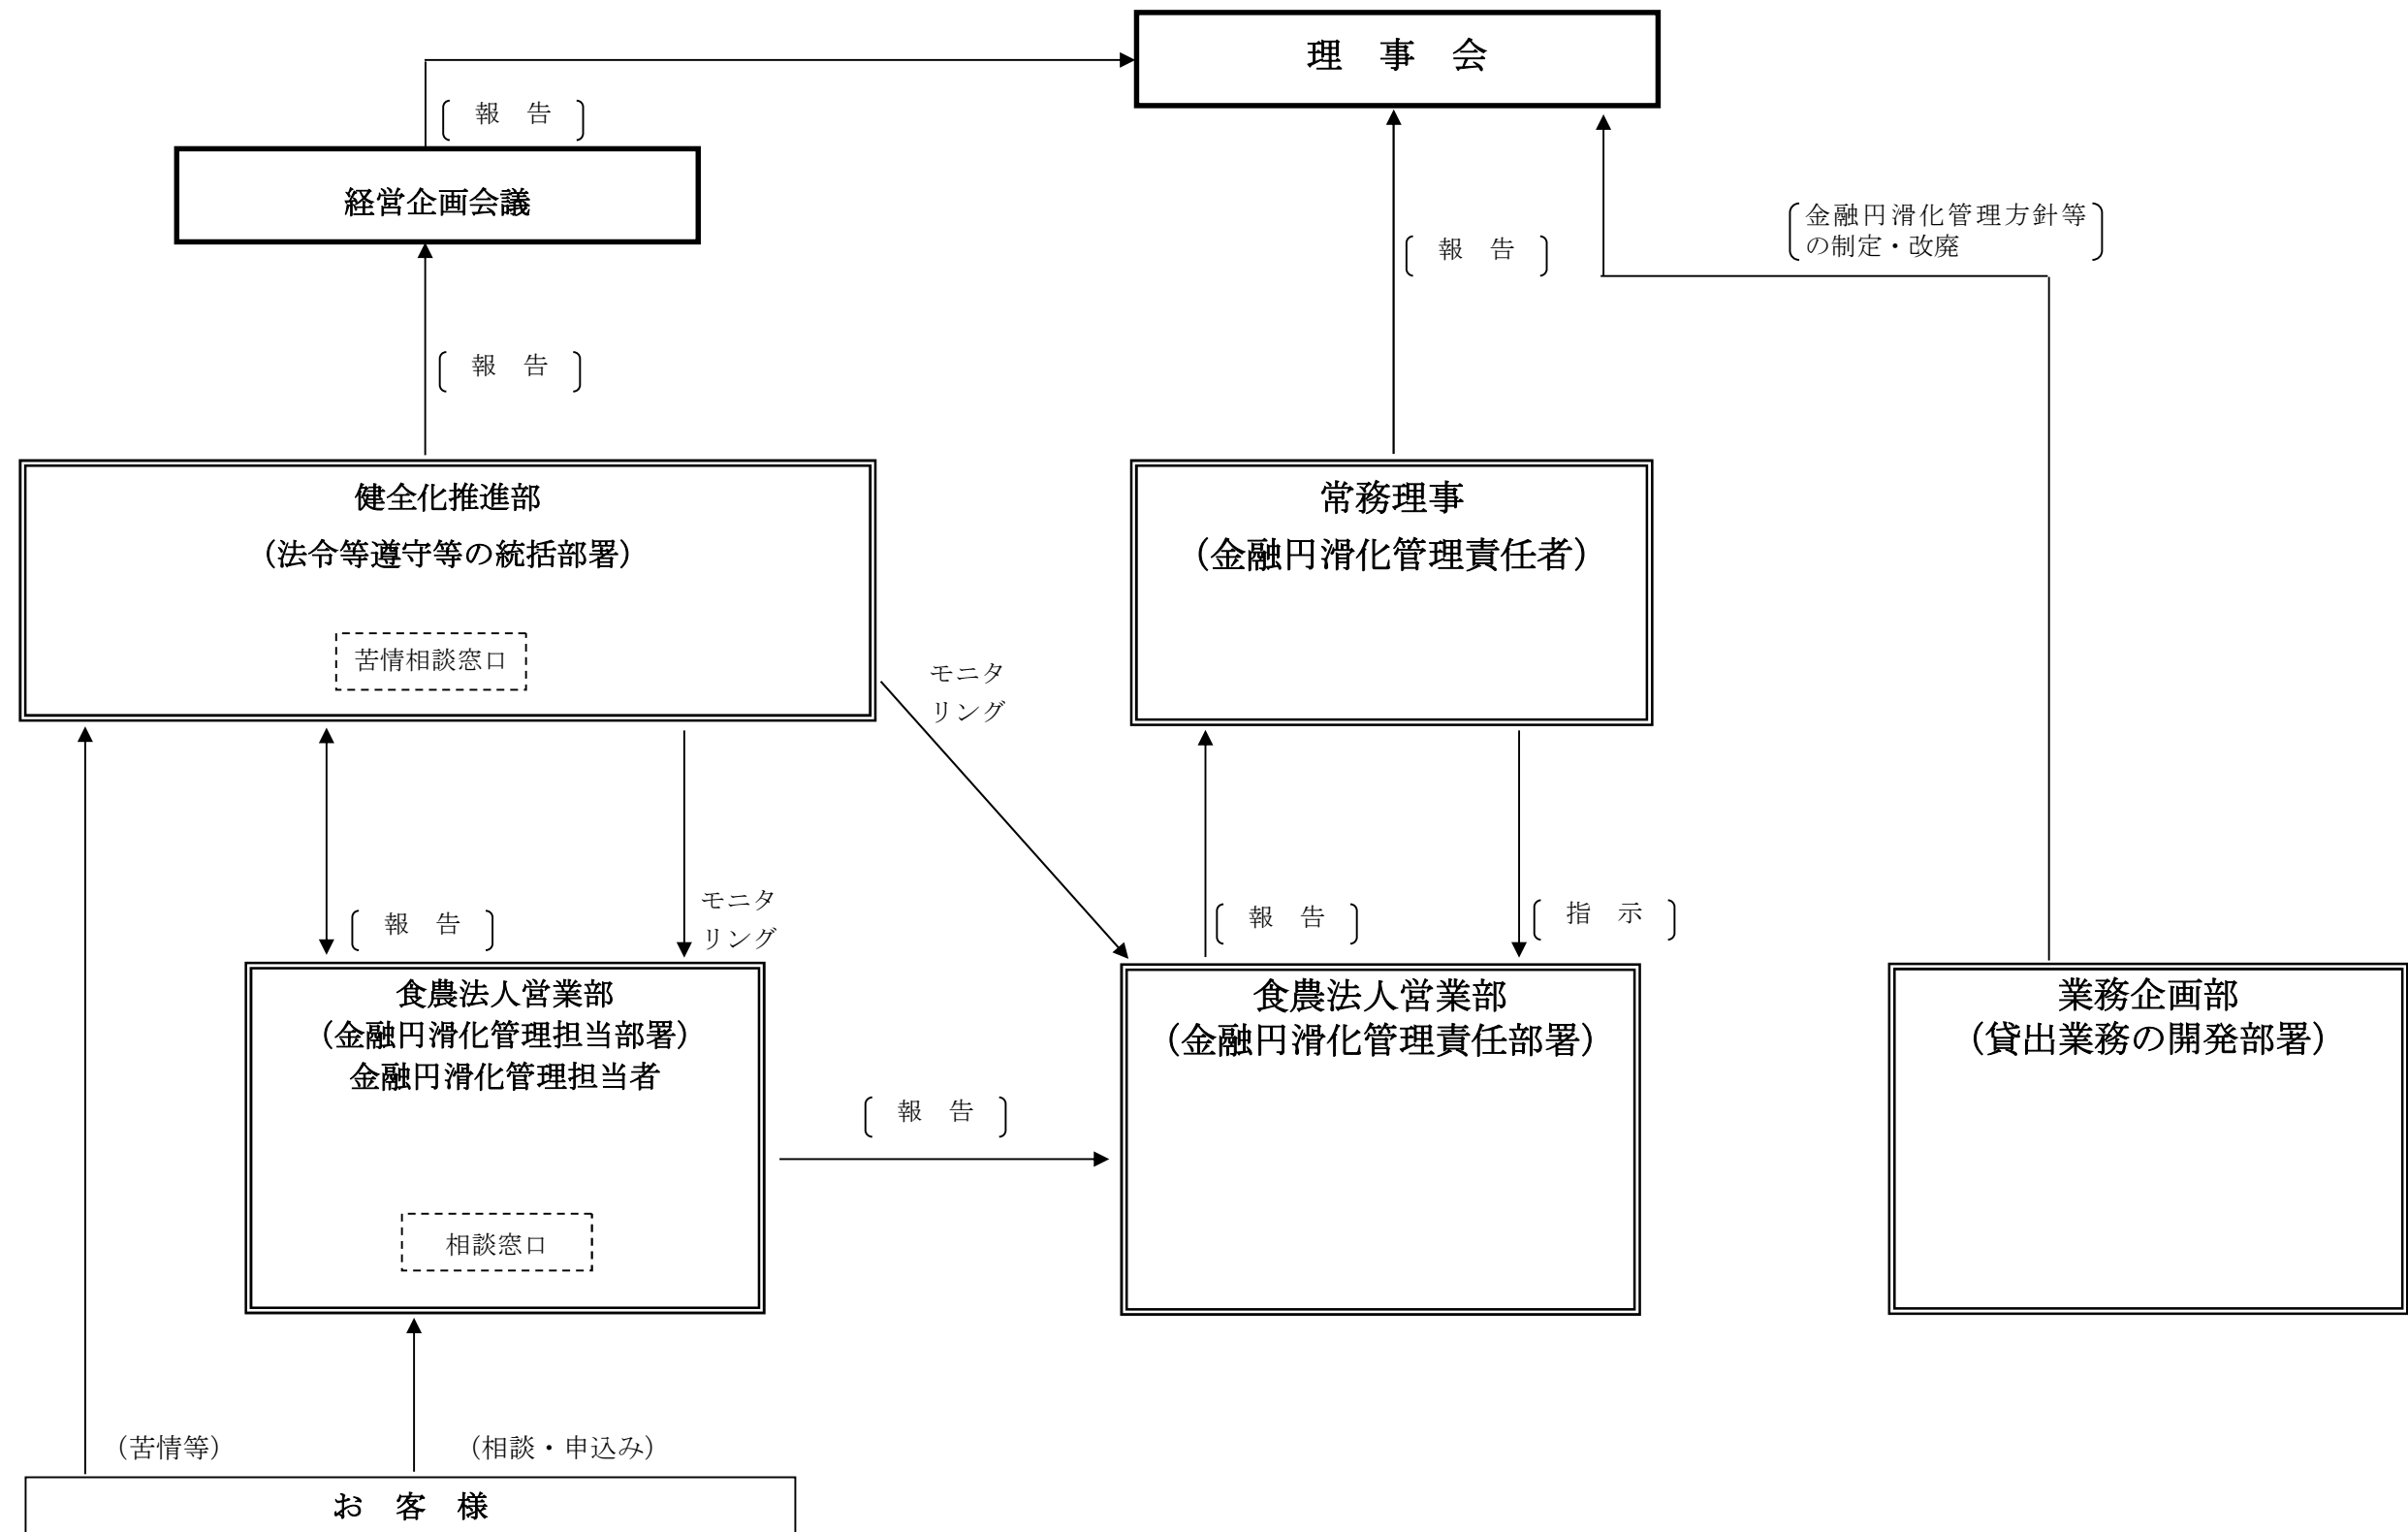 理　事　会
報　告
経営企画会議
金融円滑化管理方針等
の制定・改廃
報　告
報　告
健全化推進部
（法令等遵守等の統括部署）
苦情相談窓口
常務理事
（金融円滑化管理責任者）
モニタ
リング
報　告
モニタ
リング
報　告
指　示
食農法人営業部
（金融円滑化管理担当部署）
金融円滑化管理担当者
相談窓口
報　告
食農法人営業部
（金融円滑化管理責任部署）
業務企画部
（貸出業務の開発部署）
（苦情等）
（相談・申込み）
お　客　様